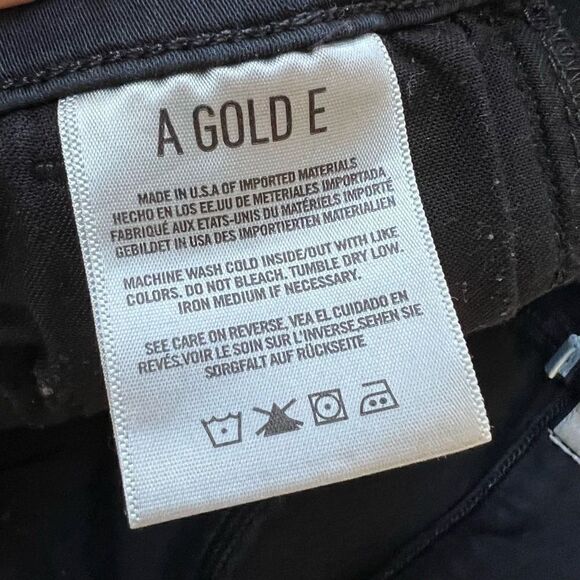 A GOLD E
MADE IN U.S.A OF IMPORTED MATERIALS
HECHO EN LOS EE.UU DE METERIALES IMPORTADA
FABRIQUÉ AUX ETATS-UNIS DU MATÉRIELS IMPORTÉ
GEBILDET IN USA DES IMPORTIERTEN MATERIALIEN
MACHINE WASH COLD INSIDE/OUT WITH LIKE
COLORS. DO NOT BLEACH. TUMBLE DRY LOW.
IRON MEDIUM IF NECESSARY.
SEE CARE ON REVERSE, VEA EL CUIDADO EN
REVÉS.VOIR LE SOIN SUR L'INVERSE.SEHEN SIE
SORGFALT AUF RÜCKSEITE